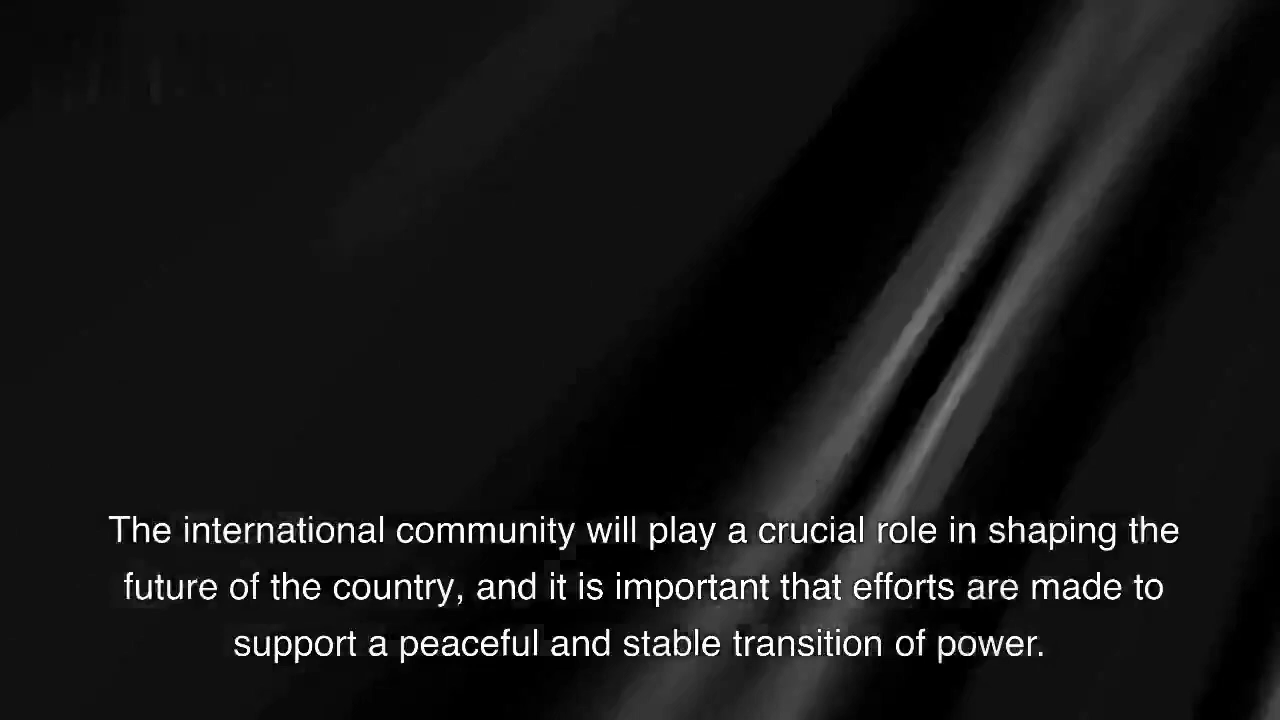 The international community will play a crucial role in shaping the
future of the country, and it is important that efforts are made to
support a peaceful and stable transition of power.